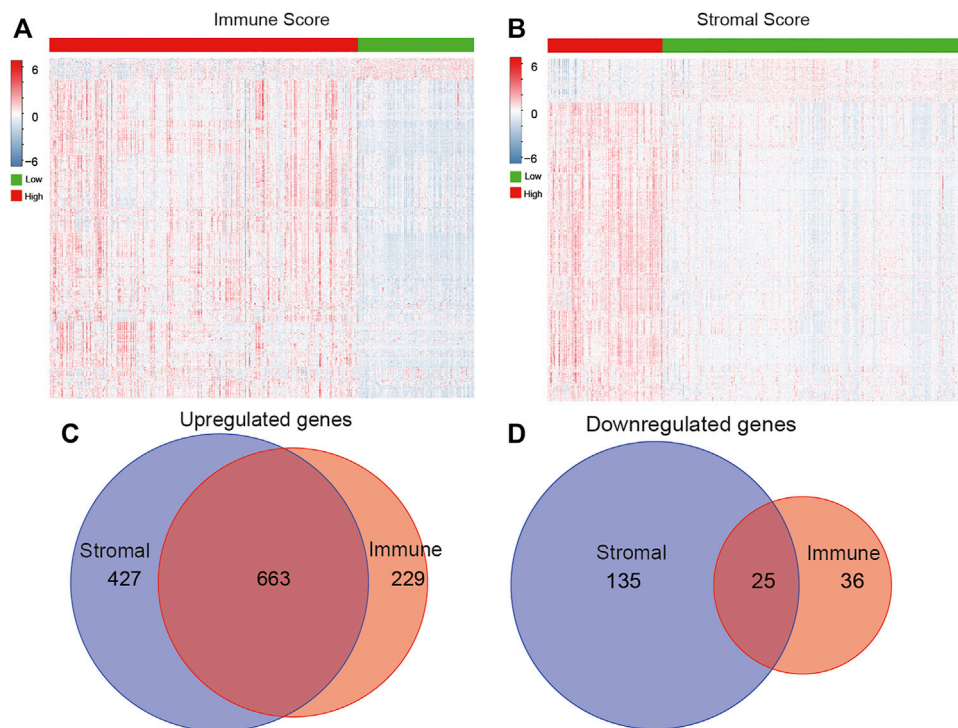 A
Immune Score
6
0
−6
Low
High
B
Stromal Score
6
0
−6
Low
High
C
Upregulated genes
Stromal
427
663
Immune
229
D
Downregulated genes
Stromal
135
25
Immune
36